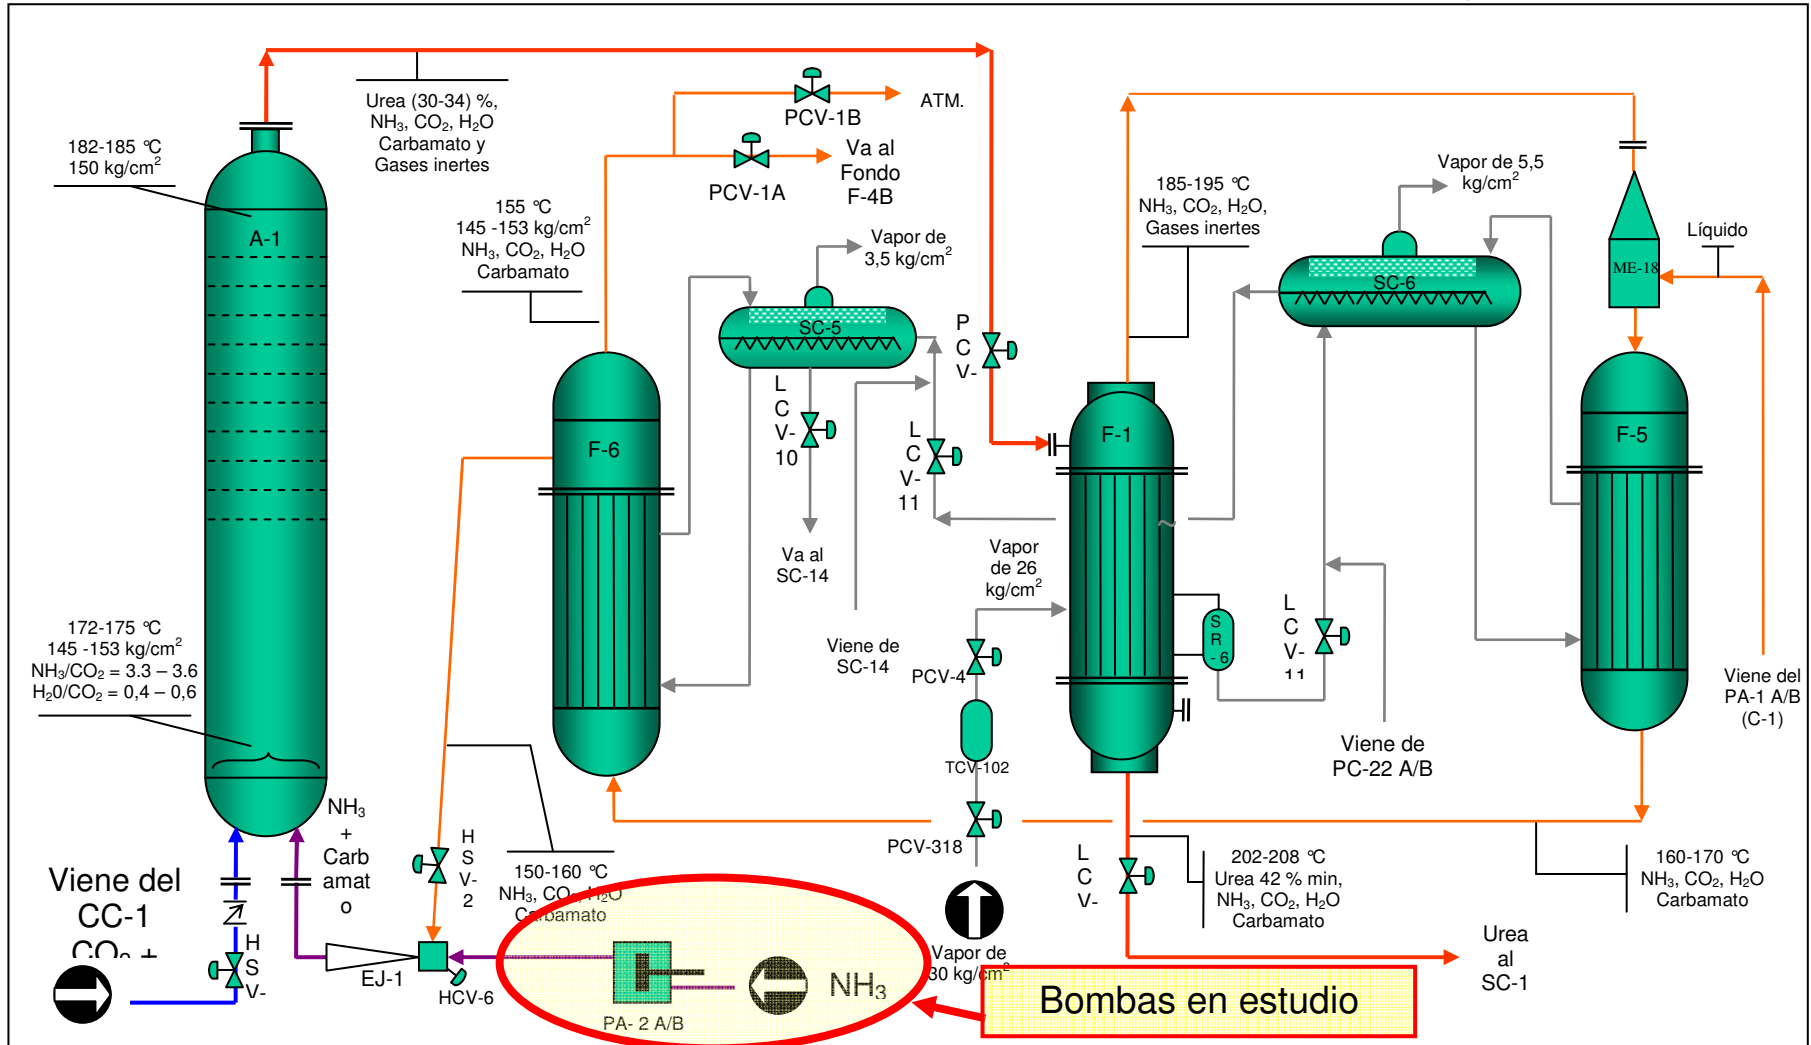 Urea (30-34) %,
NH₃, CO₂, H₂O
Carbamato y
Gases inertes
182-185 °C
150 kg/cm²
A-1
172-175 °C
145 -153 kg/cm²
NH₃/CO₂ = 3.3 – 3.6
H₂0/CO₂ = 0,4 – 0,6
PCV-1B
ATM.
PCV-1A
Va al
Fondo
F-4B
155 °C
145 -153 kg/cm²
NH₃, CO₂, H₂O
Carbamato
Vapor de
3,5 kg/cm²
SC-5
F-6
L
C
V-
10
Va al
SC-14
L
C
V-
11
Viene de
SC-14
P
C
V-
185-195 °C
NH₃, CO₂, H₂O,
Gases inertes
Vapor de 5,5
kg/cm²
SC-6
Líquido
ME-18
F-1
F-5
Vapor
de 26
kg/cm²
PCV-4
TCV-102
PCV-318
S
R
- 6
L
C
V-
11
Viene de
PC-22 A/B
Viene del
PA-1 A/B
(C-1)
NH₃
+
Carb
amat
o
Viene del
CC-1
CO₂ +
H
S
V-
EJ-1
H
S
V-
2
HCV-6
150-160 °C
NH₃, CO₂, H₂O
Carbamato
PA- 2 A/B
NH₃
Vapor de
30 kg/cm²
Bombas en estudio
L
C
V-
202-208 °C
Urea 42 % min,
NH₃, CO₂, H₂O
Carbamato
160-170 °C
NH₃, CO₂, H₂O
Carbamato
Urea
al
SC-1